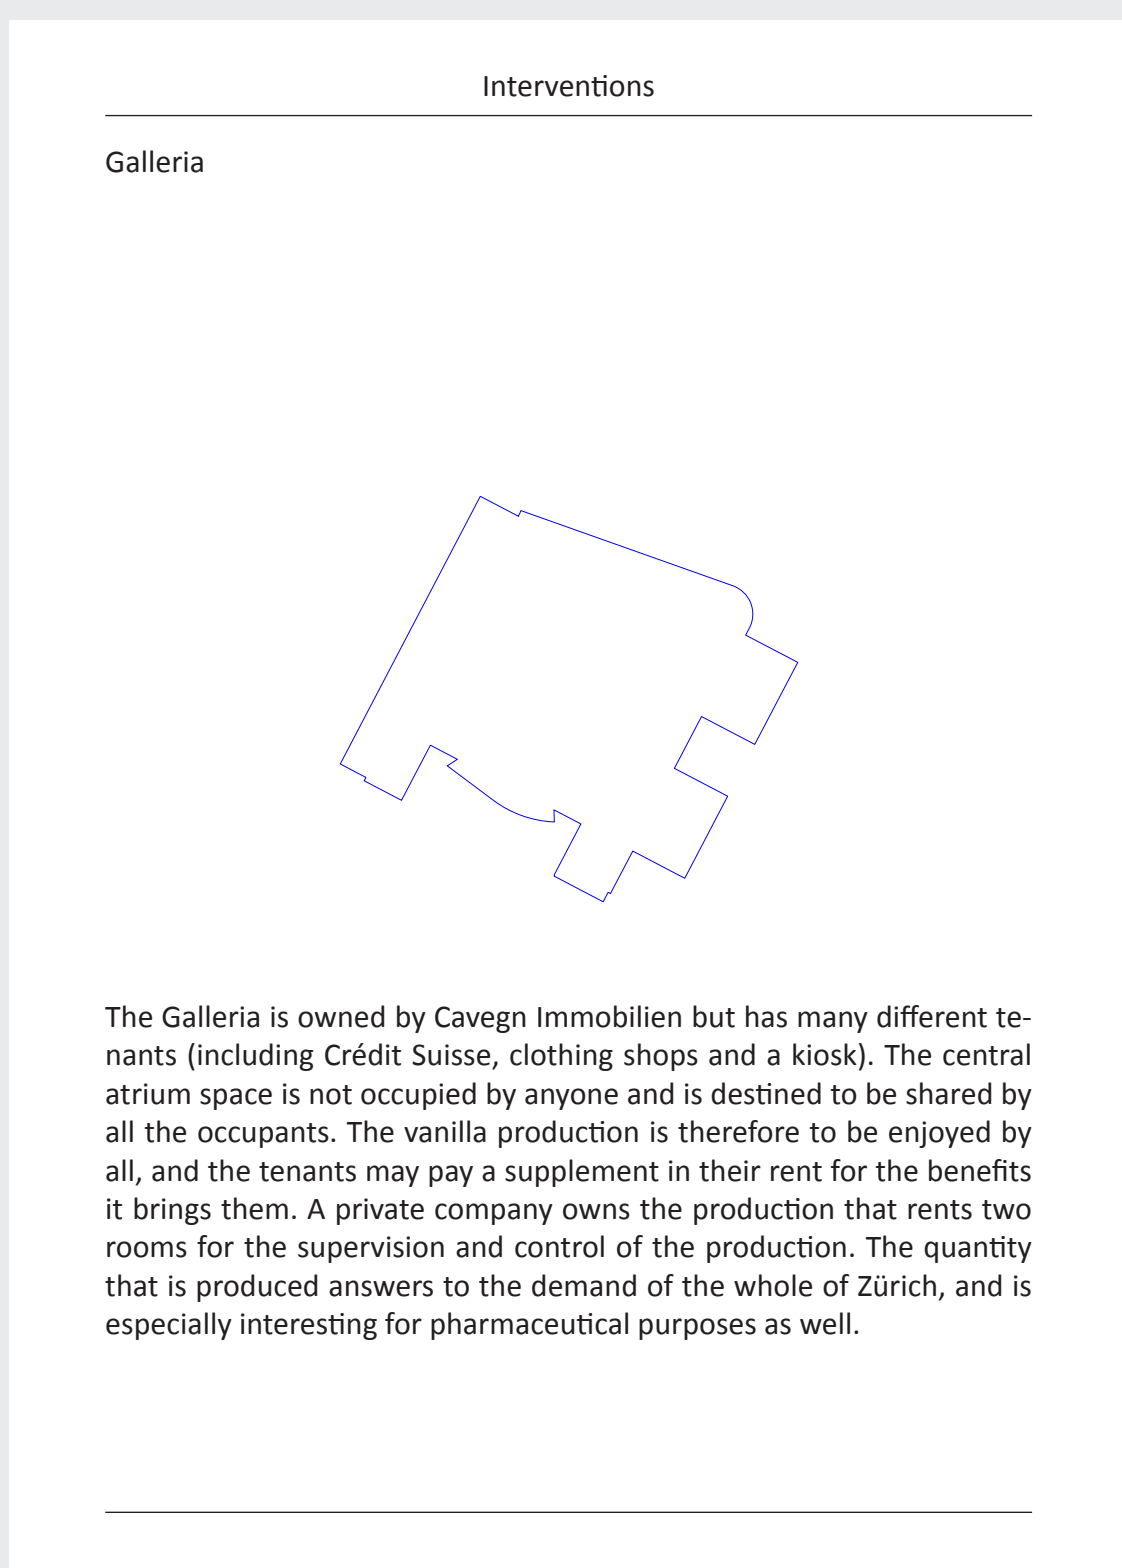 Interventions
Galleria
The Galleria is owned by Cavegn Immobilien but has many different te-
nants (including Crédit Suisse, clothing shops and a kiosk). The central
atrium space is not occupied by anyone and is destined to be shared by
all the occupants. The vanilla production is therefore to be enjoyed by
all, and the tenants may pay a supplement in their rent for the benefits
it brings them. A private company owns the production that rents two
rooms for the supervision and control of the production. The quantity
that is produced answers to the demand of the whole of Zürich, and is
especially interesting for pharmaceutical purposes as well.